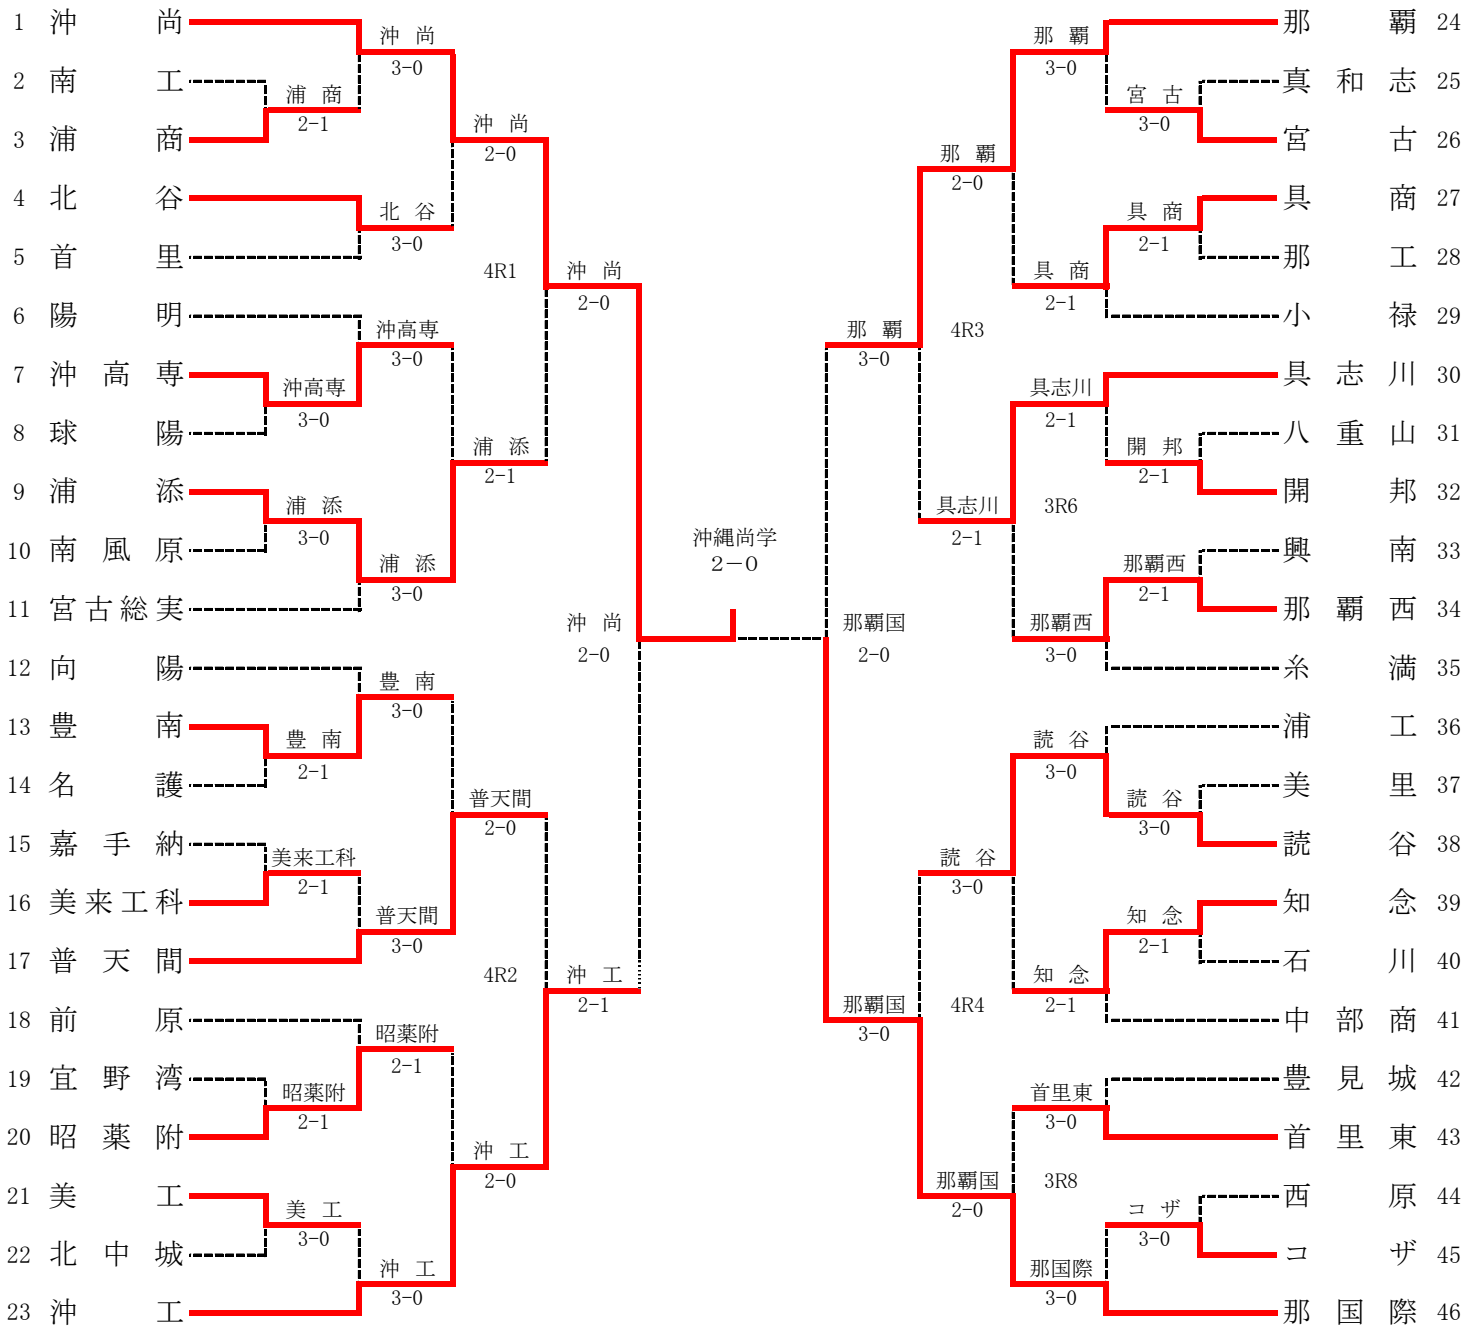 1 沖尚
2 南工
3 浦商
4 北谷
5 首里
6 陽明
7 沖高専
8 球陽
9 浦添
10 南風原
11 宮古総実
12 向陽
13 豊南
14 名護
15 嘉手納
16 美来工科
17 普天間
18 前原
19 宜野湾
20 昭薬附
21 美工
22 北中城
23 沖工
浦商
2-1
沖高専
3-0
浦添
3-0
豊南
2-1
美来工科
2-1
昭薬附
2-1
美工
3-0
沖尚
3-0
北谷
3-0
沖高専
3-0
浦添
3-0
豊南
3-0
普天間
3-0
昭薬附
2-1
沖工
3-0
沖尚
2-0
浦添
2-1
普天間
2-0
沖工
2-0
4R1
4R2
沖尚
2-0
沖工
2-1
沖尚
2-0
沖縄尚学
2−0
那覇国
2-0
那覇
3-0
那覇国
3-0
4R3
4R4
那覇
2-0
具志川
2-1
読谷
3-0
那覇国
2-0
3R6
3R8
那覇
3-0
具商
2-1
具志川
2-1
那覇西
3-0
読谷
3-0
知念
2-1
首里東
3-0
那国際
3-0
宮古
3-0
具商
2-1
開邦
2-1
那覇西
2-1
読谷
3-0
知念
2-1
コザ
3-0
那覇 24
真和志 25
宮古 26
具商 27
那工 28
小禄 29
具志川 30
八重山 31
開邦 32
興南 33
那覇西 34
糸満 35
浦工 36
美里 37
読谷 38
知念 39
石川 40
中部商 41
豊見城 42
首里東 43
西原 44
コザ 45
那国際 46